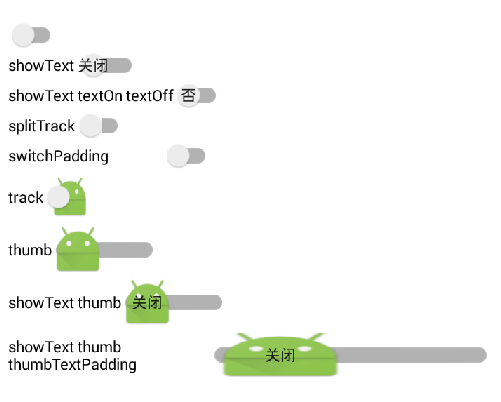 showText 关闭
showText textOn textOff 否
splitTrack
switchPadding
track
thumb
showText thumb 关闭
showText thumb
thumbTextPadding 关闭